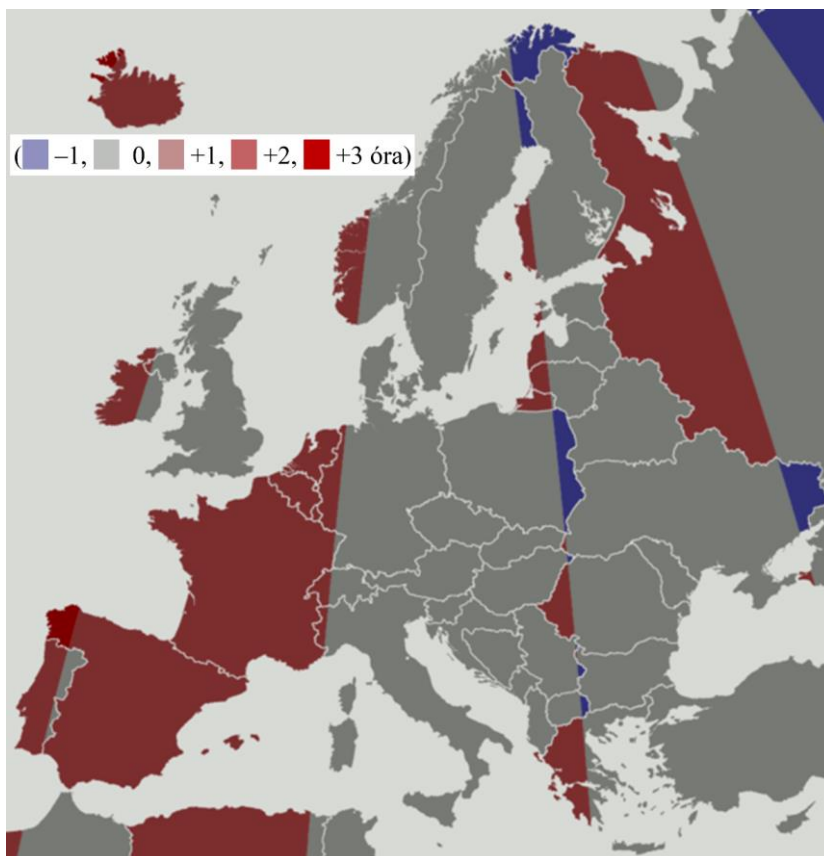 ( –1, 0, +1, +2, +3 óra)